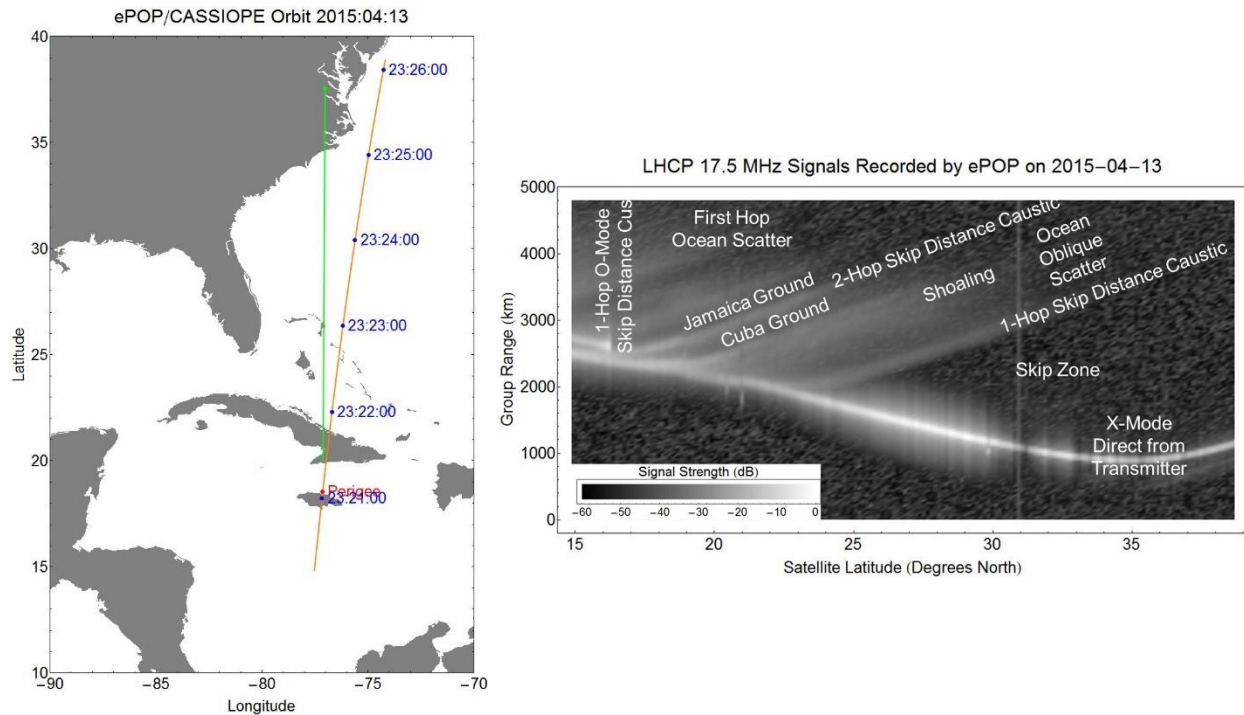 ePOP/CASSIOPE Orbit 2015:04:13
40
35
30
25
20
15
10
Latitude
23:26:00
23:25:00
23:24:00
23:23:00
23:22:00
Perigee
23:21:00
-90
-85
-80
-75
-70
Longitude
LHCP 17.5 MHz Signals Recorded by ePOP on 2015-04-13
5000
4000
3000
2000
1000
0
Group Range (km)
1-Hop O-Mode
Skip Distance Cus
First Hop
Ocean Scatter
Jamaica Ground
Cuba Ground
2-Hop Skip Distance Caustic
Shoaling
Ocean
Oblique
Scatter
1-Hop Skip Distance Caustic
Skip Zone
X-Mode
Direct from
Transmitter
Signal Strength (dB)
-60 -50 -40 -30 -20 -10 0
15 20 25 30 35
Satellite Latitude (Degrees North)